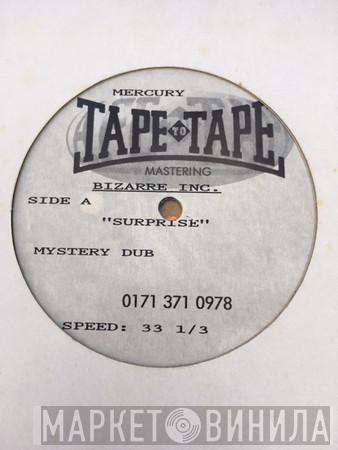 MERCURY
TAPE TO TAPE
MASTERING
BIZARRE INC.
SIDE A
"SURPRISE"
MYSTERY DUB
0171 371 0978
SPEED: 33 1/3
МАРКЕТ ВИНИЛА